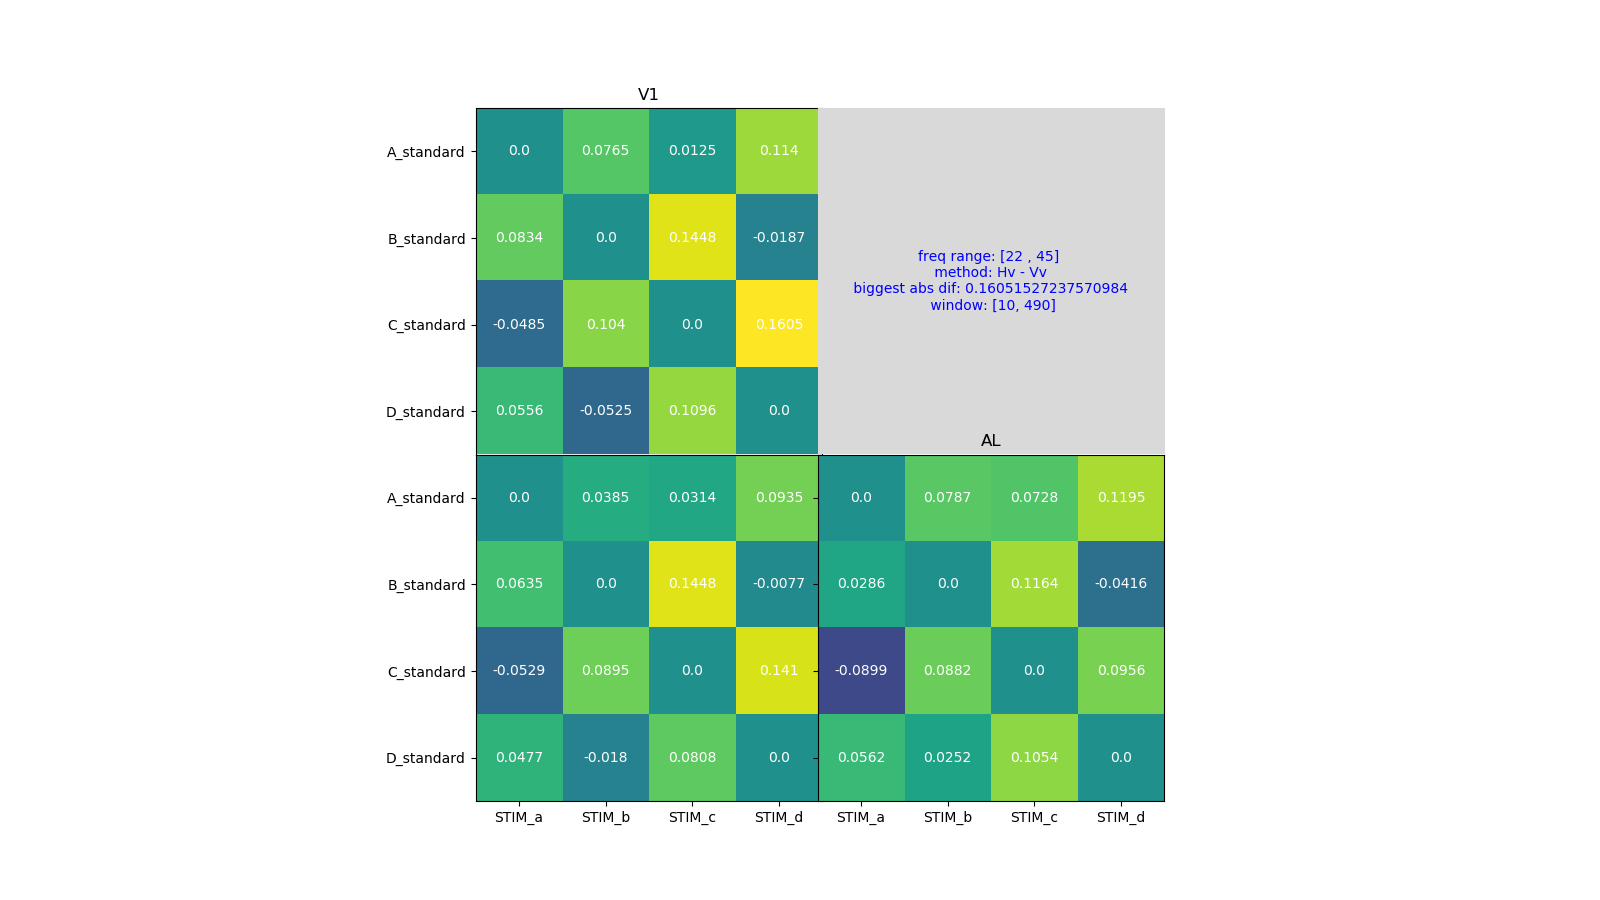 V1
A_standard 0.0 0.0765 0.0125 0.114
B_standard 0.0834 0.0 0.1448 -0.0187
C_standard -0.0485 0.104 0.0 0.1605
D_standard 0.0556 -0.0525 0.1096 0.0
freq range: [22 , 45]
method: Hv - Vv
biggest abs dif: 0.16051527237570984
window: [10, 490]
AL
A_standard 0.0 0.0385 0.0314 0.0935 0.0 0.0787 0.0728 0.1195
B_standard 0.0635 0.0 0.1448 -0.0077 0.0286 0.0 0.1164 -0.0416
C_standard -0.0529 0.0895 0.0 0.141 -0.0899 0.0882 0.0 0.0956
D_standard 0.0477 -0.018 0.0808 0.0 0.0562 0.0252 0.1054 0.0
STIM_a STIM_b STIM_c STIM_d STIM_a STIM_b STIM_c STIM_d